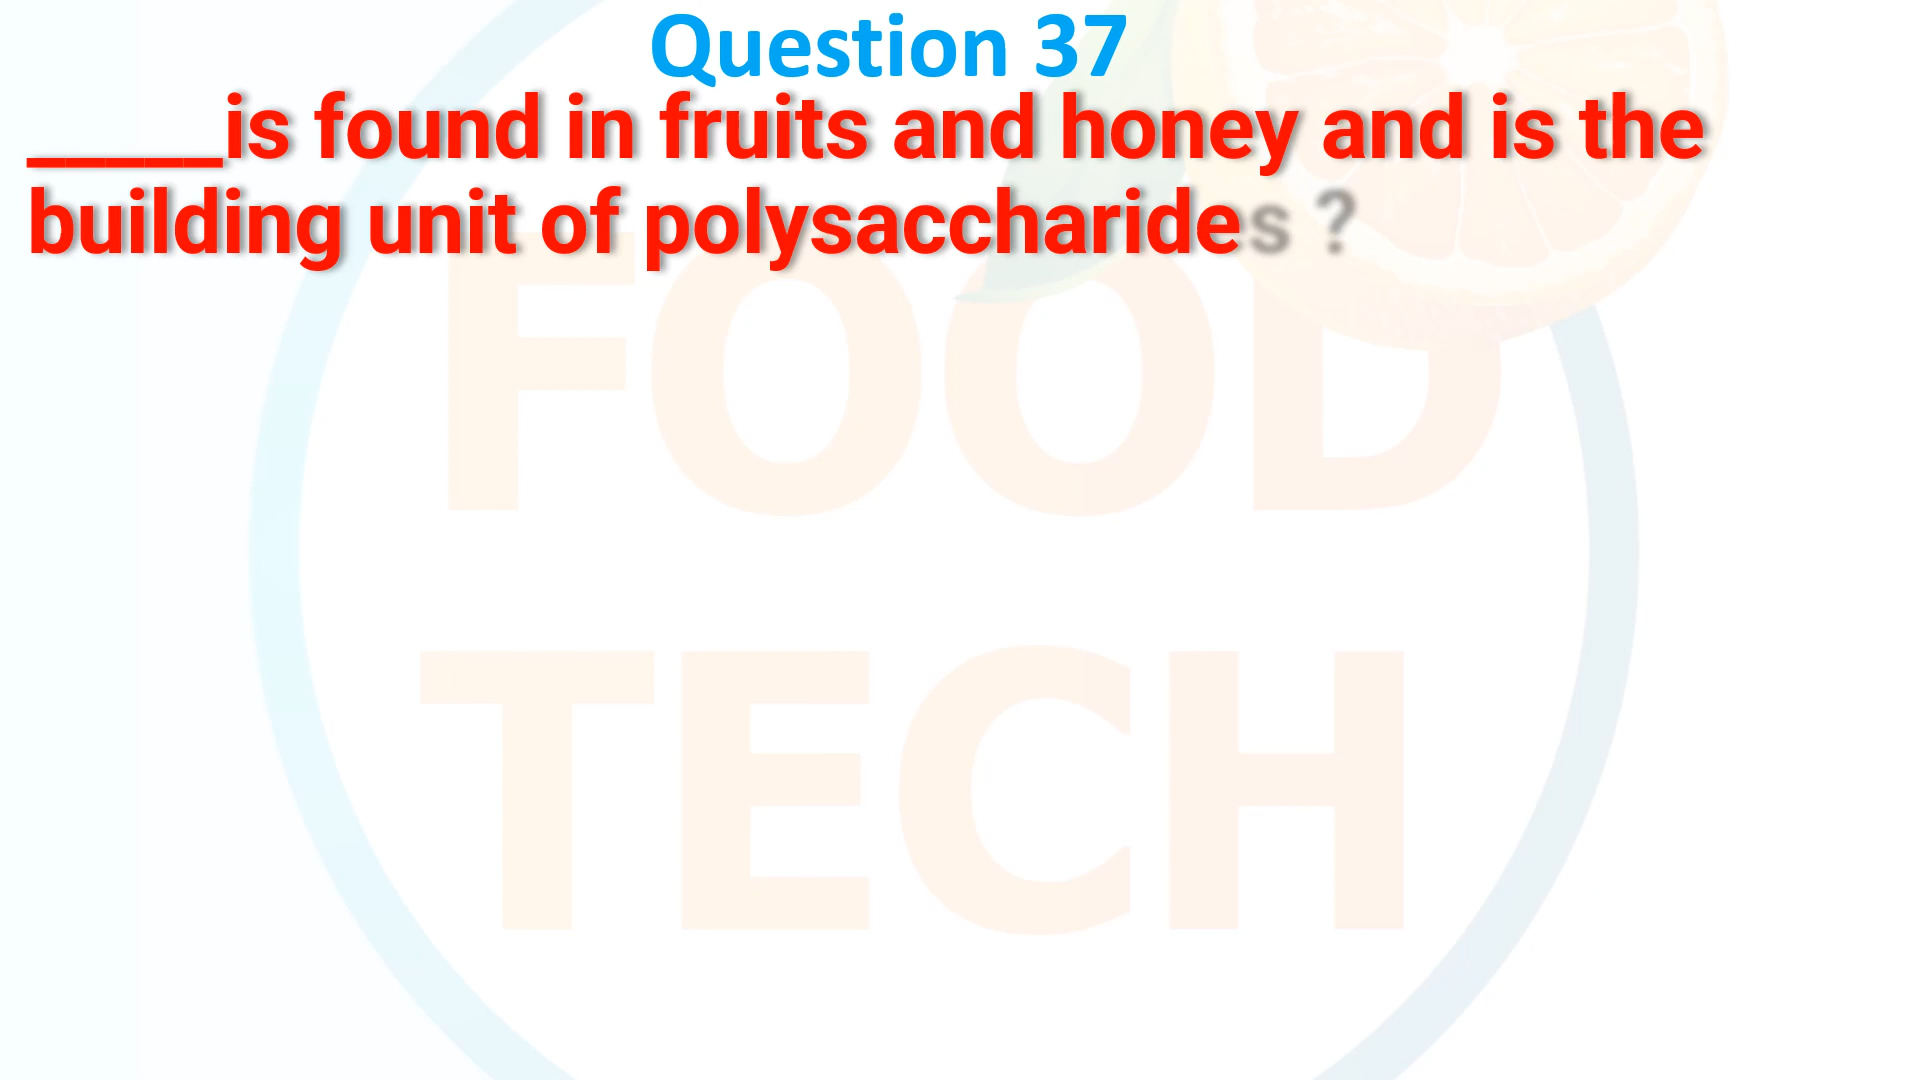 Question 37
_____is found in fruits and honey and is the
building unit of polysaccharides ?
FOOD
TECH